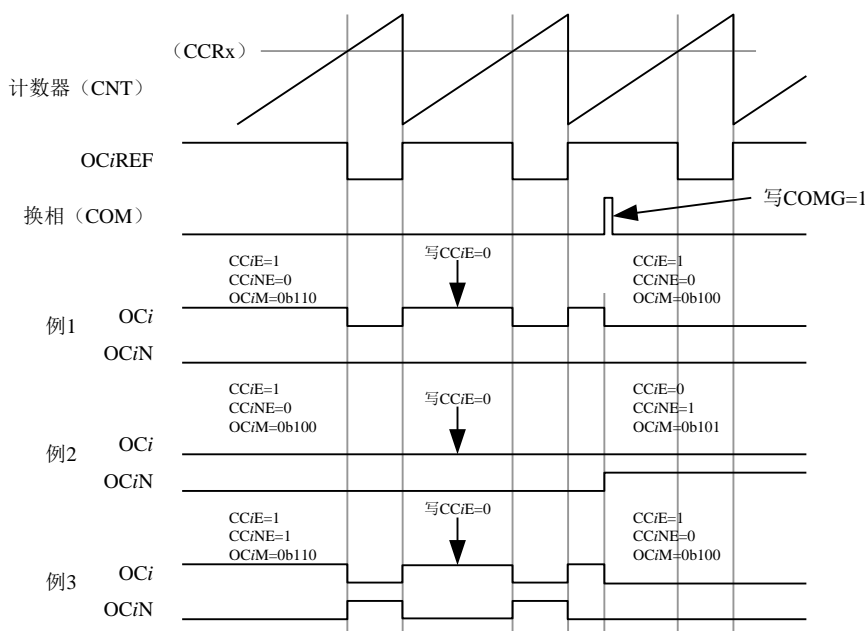 （CCRx）
计数器（CNT）
OCiREF
换相（COM）
写COMG=1
CCiE=1
CCiNE=0
OCiM=0b110
写CCiE=0
CCiE=1
CCiNE=0
OCiM=0b100
例1
OCi
OCiN
CCiE=1
CCiNE=0
OCiM=0b100
写CCiE=0
CCiE=0
CCiNE=1
OCiM=0b101
例2
OCi
OCiN
CCiE=1
CCiNE=1
OCiM=0b110
写CCiE=0
CCiE=1
CCiNE=0
OCiM=0b100
例3
OCi
OCiN